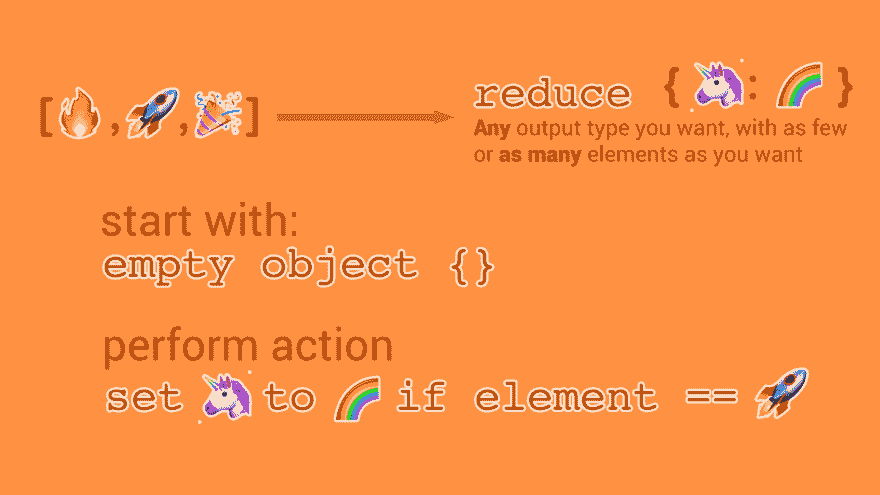 [🔥,🚀,🎉]
reduce {🦄: 🌈}
Any output type you want, with as few
or as many elements as you want
start with:
empty object {}
perform action
set 🦄 to 🌈 if element == 🚀